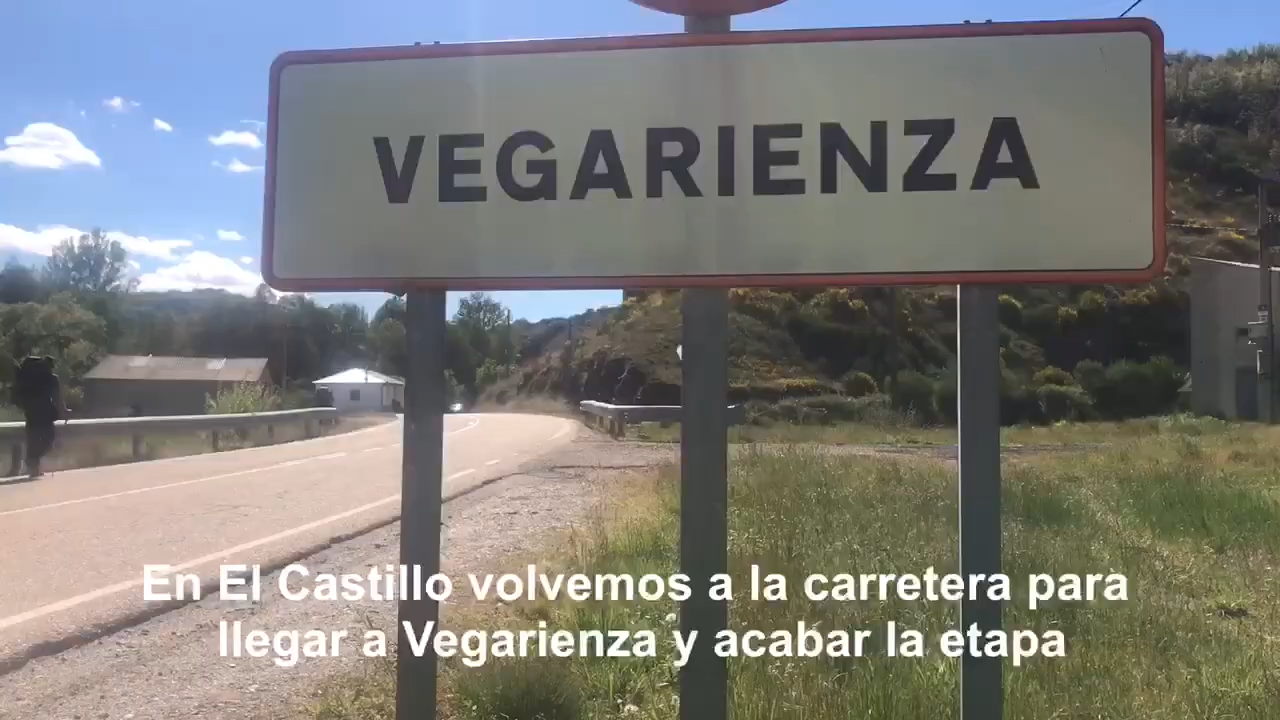 VEGARIENZA
En El Castillo volvemos a la carretera para
llegar a Vegarienza y acabar la etapa